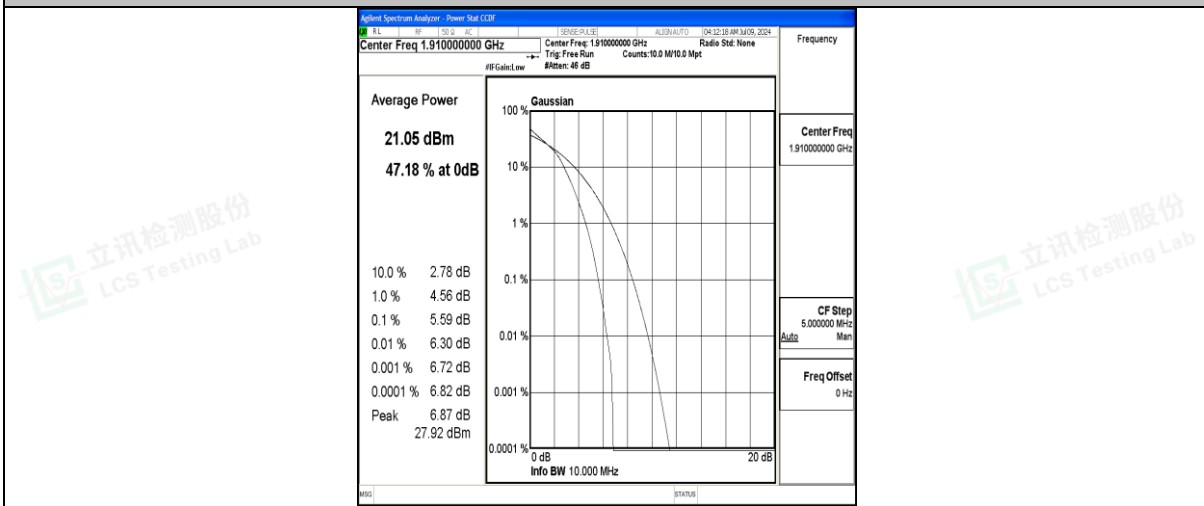 Agilent Spectrum Analyzer - Power Stat CCDF
RL RF 50 Ω AC SENSE:PULSE ALIGN AUTO 04:12:18 AM Jul 09, 2024
Center Freq 1.910000000 GHz
Center Freq: 1.910000000 GHz Radio Std: None
Trig: Free Run Counts:10.0 M/10.0 Mpt
#IFGain:Low #Atten: 46 dB
Frequency
Average Power
21.05 dBm
47.18 % at 0dB
10.0 % 2.78 dB
1.0 % 4.56 dB
0.1 % 5.59 dB
0.01 % 6.30 dB
0.001 % 6.72 dB
0.0001 % 6.82 dB
Peak 6.87 dB
27.92 dBm
Gaussian
100 %
10 %
1 %
0.1 %
0.01 %
0.001 %
0.0001 %
0 dB 20 dB
Info BW 10.000 MHz
Center Freq
1.910000000 GHz
CF Step
5.000000 MHz
Auto Man
Freq Offset
0 Hz
MSG STATUS
立讯检测股份
LCS Testing Lab
立讯检测股份
LCS Testing Lab